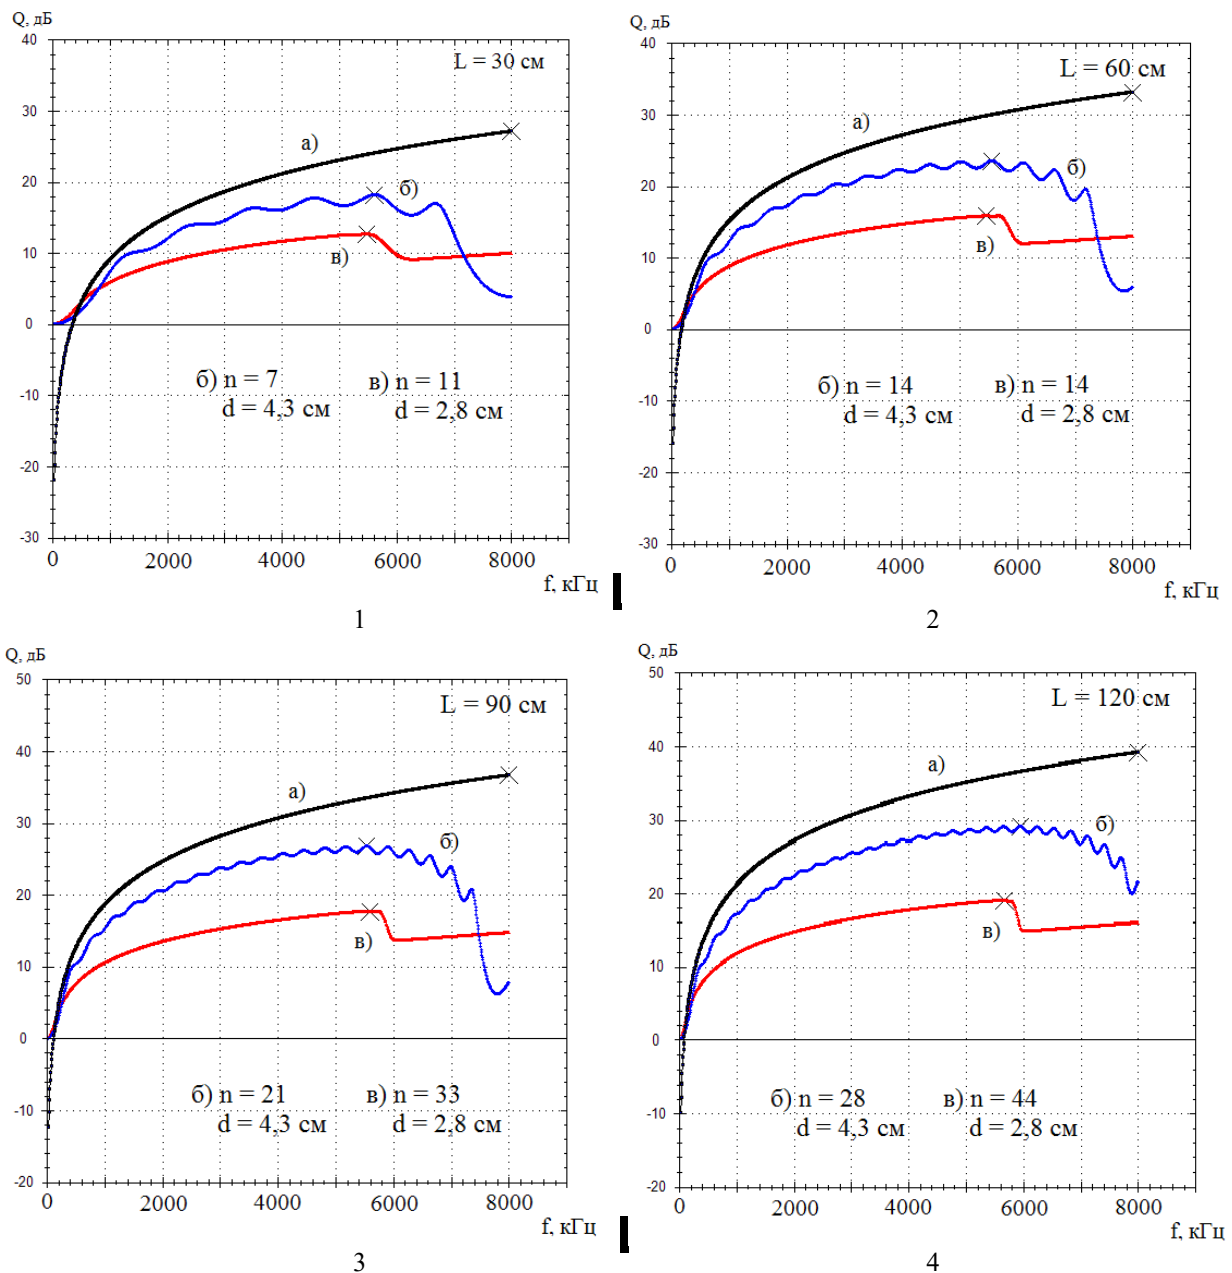 Q, дБ
40
30
20
10
0
-10
-20
-30
0
2000
4000
6000
8000
f, кГц
L = 30 см
а)
б)
в)
б) n = 7
d = 4,3 см
в) n = 11
d = 2,8 см
1
Q, дБ
40
30
20
10
0
-10
-20
-30
0
2000
4000
6000
8000
f, кГц
L = 60 см
а)
б)
в)
б) n = 14
d = 4,3 см
в) n = 14
d = 2,8 см
2
Q, дБ
50
40
30
20
10
0
-10
-20
0
2000
4000
6000
8000
f, кГц
L = 90 см
а)
б)
в)
б) n = 21
d = 4,3 см
в) n = 33
d = 2,8 см
3
Q, дБ
50
40
30
20
10
0
-10
-20
0
2000
4000
6000
8000
f, кГц
L = 120 см
а)
б)
в)
б) n = 28
d = 4,3 см
в) n = 44
d = 2,8 см
4